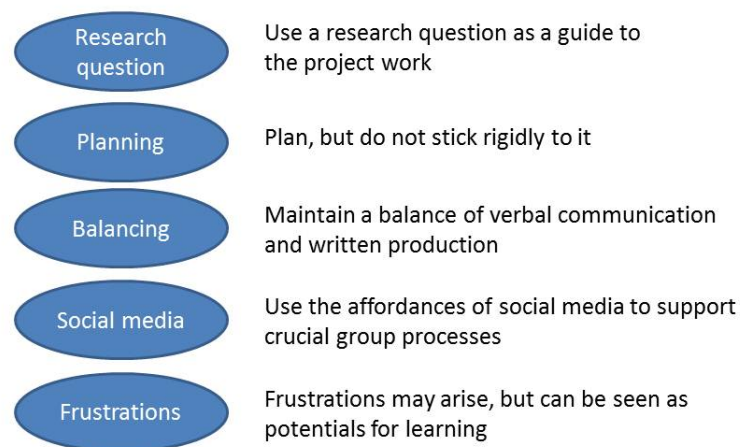 Research
question
Use a research question as a guide to
the project work
Planning
Plan, but do not stick rigidly to it
Balancing
Maintain a balance of verbal communication
and written production
Social media
Use the affordances of social media to support
crucial group processes
Frustrations
Frustrations may arise, but can be seen as
potentials for learning